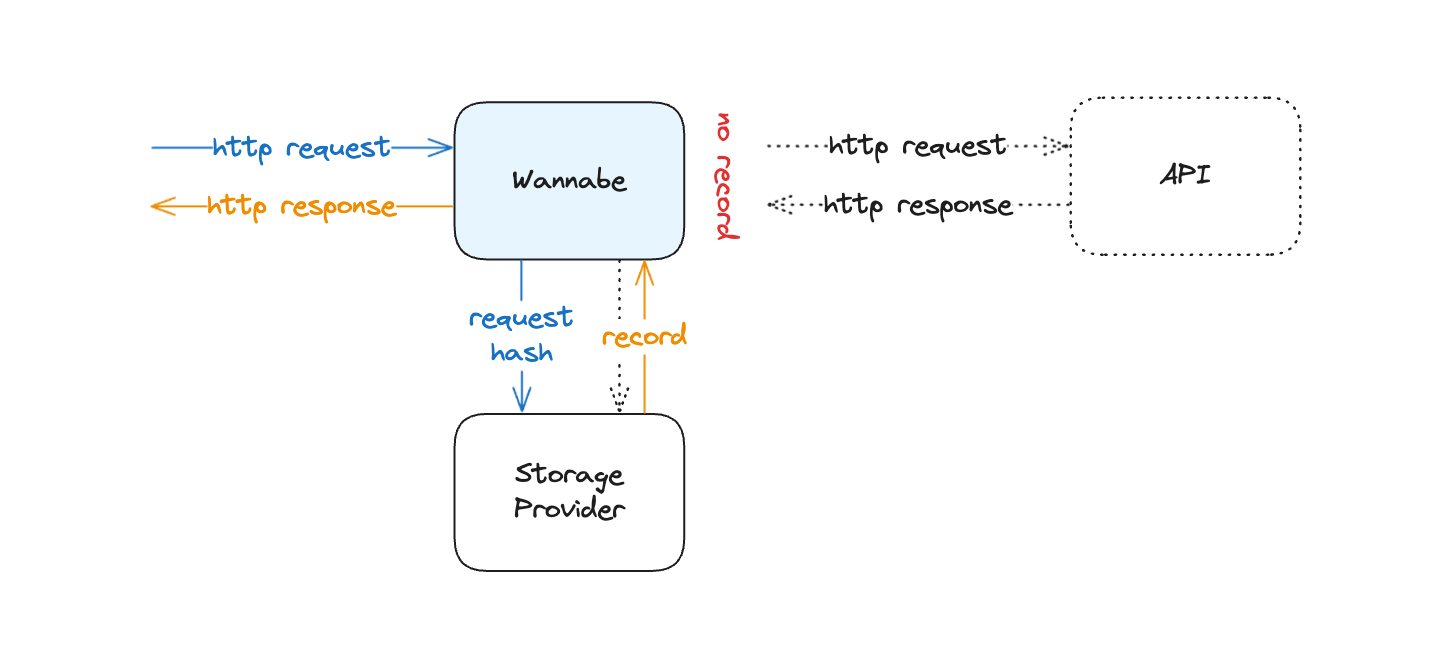 http request
http response
Wannabe
no record
http request
http response
API
request
hash
record
Storage
Provider